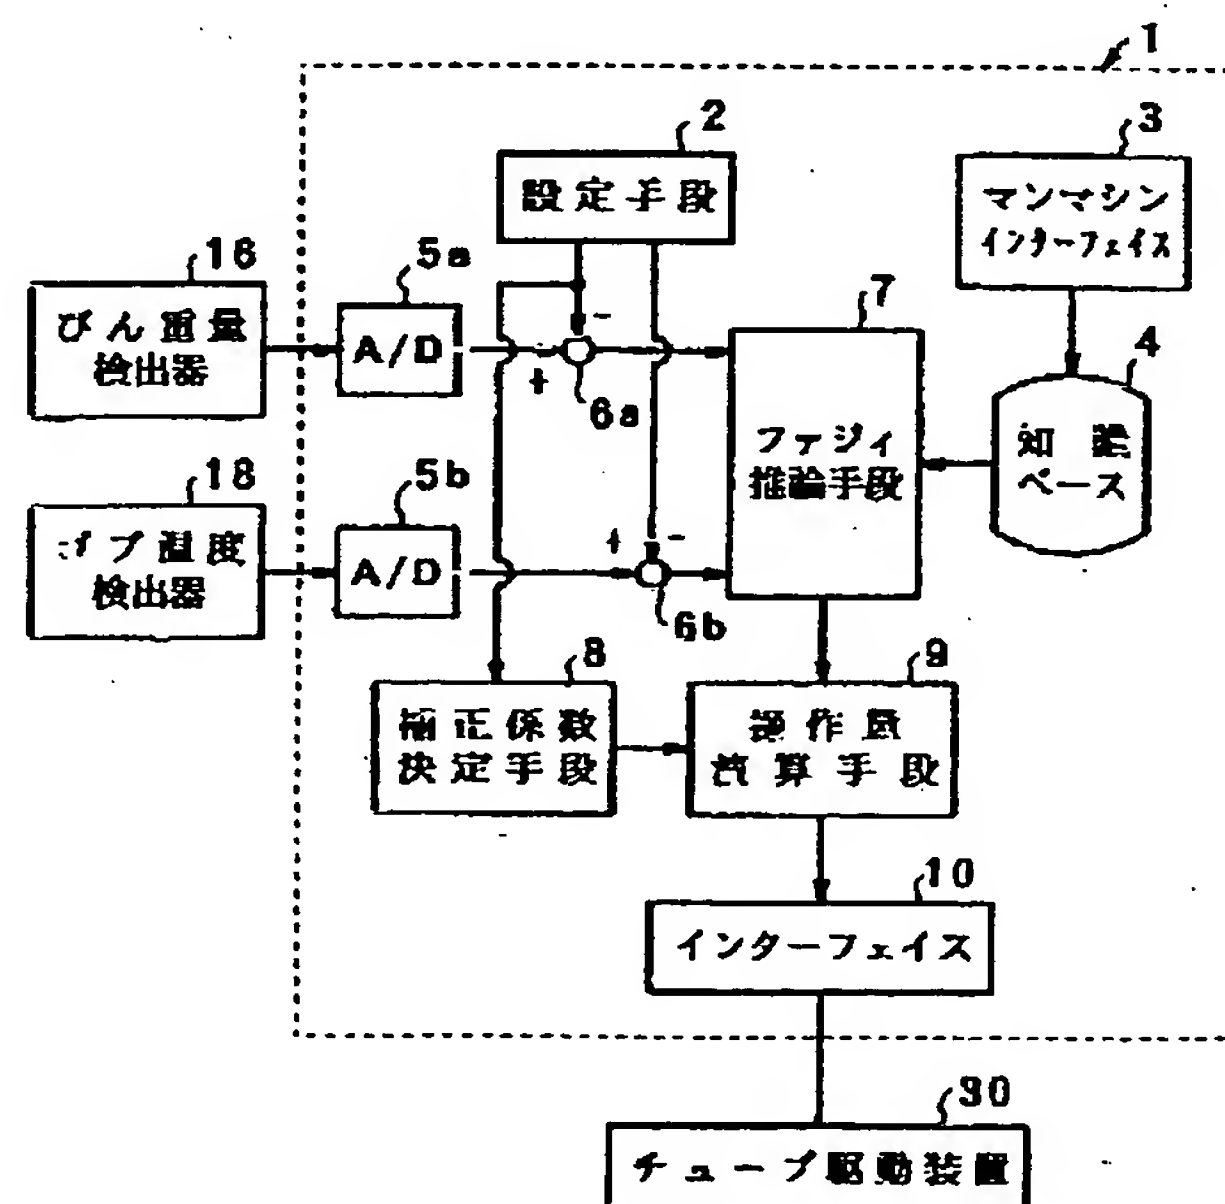 1
2
設定手段
3
マンマシン
インターフェイス
16
びん重量
検出器
5a
A/D
-
+
6a
7
ファジィ
推論手段
4
知識
ベース
18
ゴブ温度
検出器
5b
A/D
+
-
6b
8
補正係数
決定手段
9
操作量
演算手段
10
インターフェイス
30
チューブ駆動装置